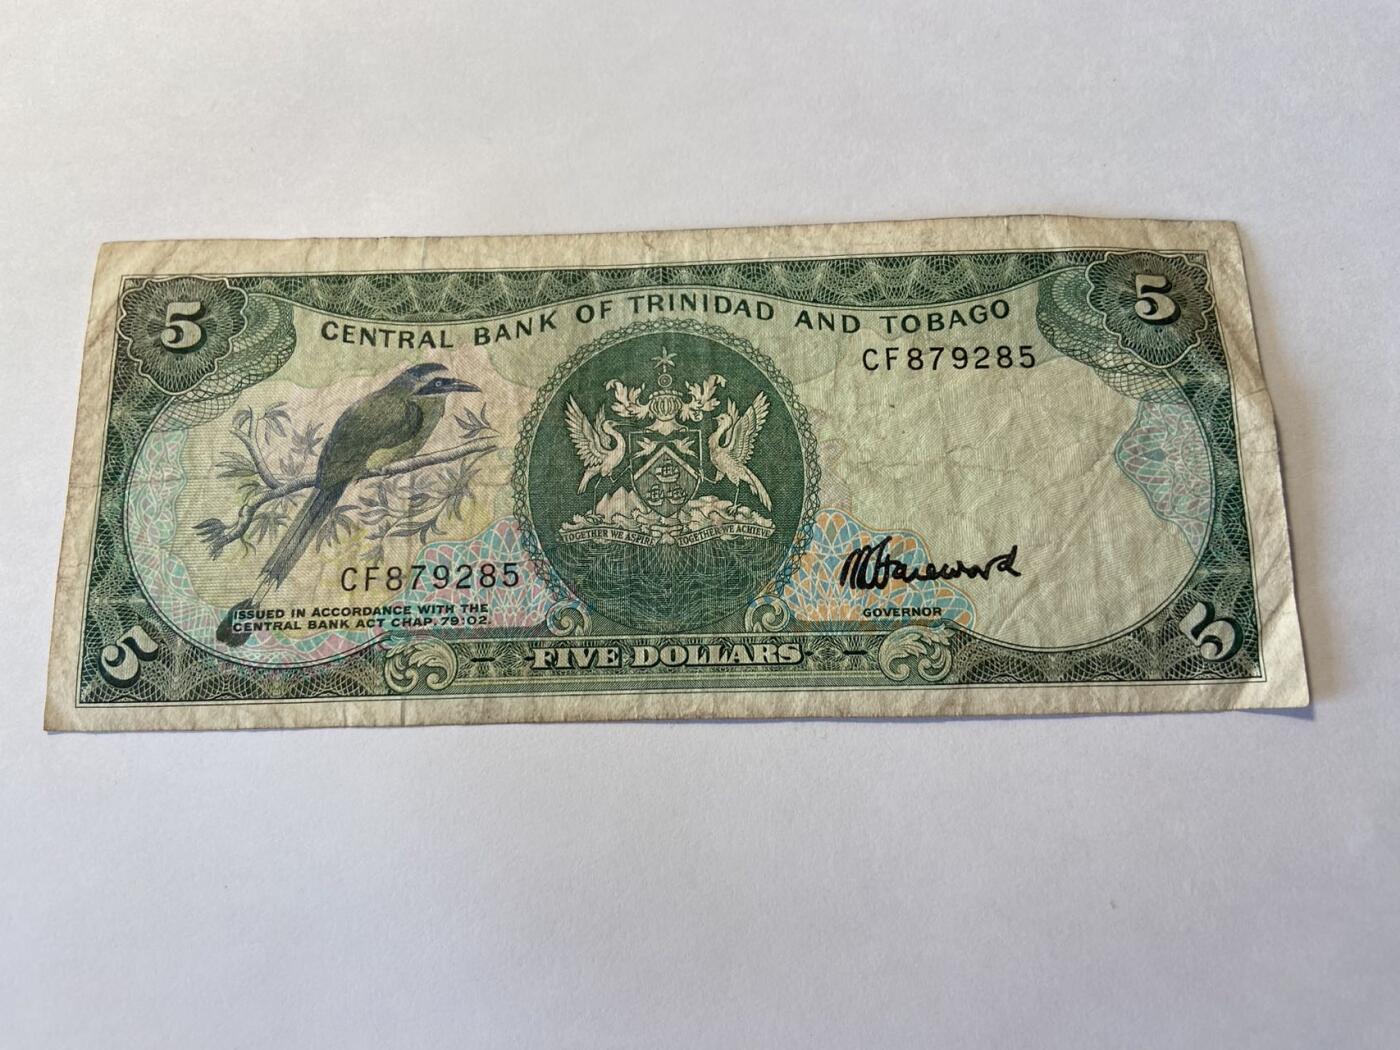 5
5
CENTRAL BANK OF TRINIDAD AND TOBAGO
CF879285
TOGETHER WE ASPIRE TOGETHER WE ACHIEVE
CF879285
GOVERNOR
ISSUED IN ACCORDANCE WITH THE
CENTRAL BANK ACT CHAP. 79:02.
5
FIVE DOLLARS
5